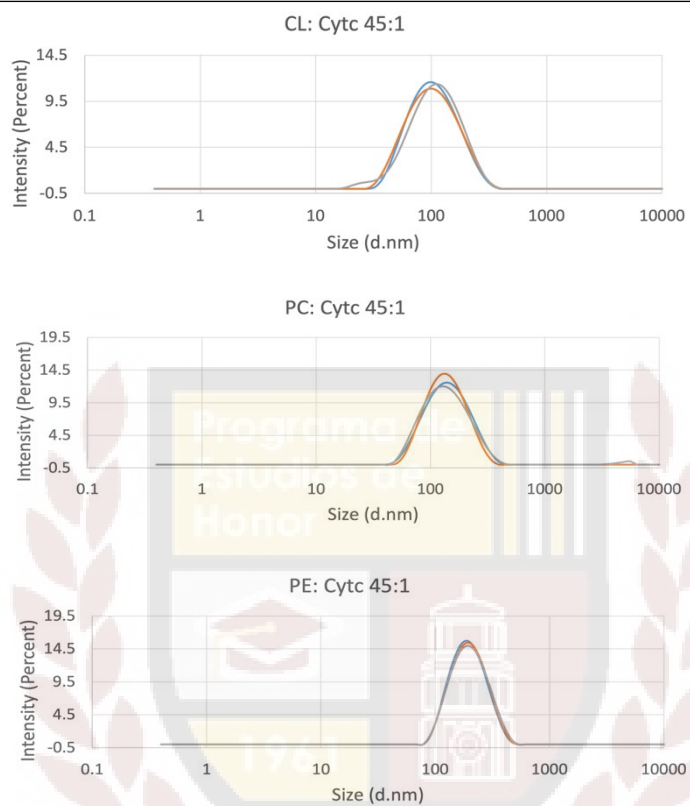 CL: Cytc 45:1
14.5
9.5
4.5
-0.5
0.1 1 10 100 1000 10000
Intensity (Percent)
Size (d.nm)
PC: Cytc 45:1
19.5
14.5
9.5
4.5
-0.5
0.1 1 10 100 1000 10000
Intensity (Percent)
Size (d.nm)
Programa de
Estudios de
Honor
PE: Cytc 45:1
19.5
14.5
9.5
4.5
-0.5
0.1 1 10 100 1000 10000
Intensity (Percent)
Size (d.nm)
1961